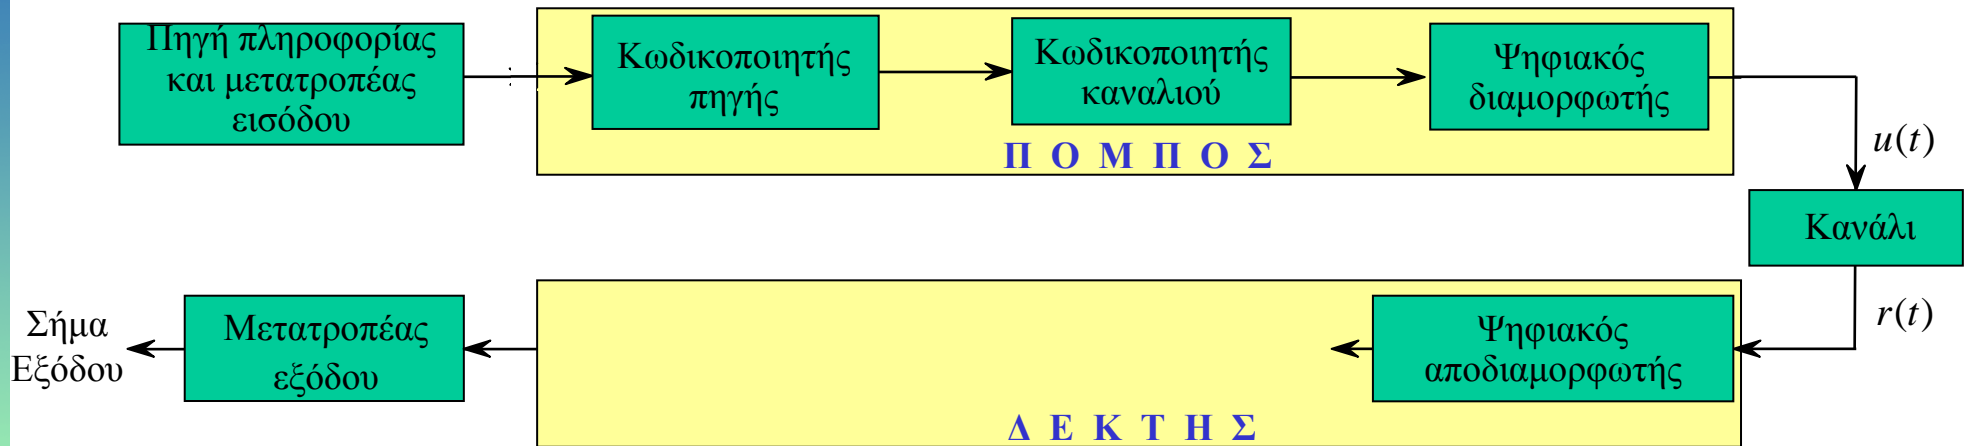 Πηγή πληροφορίας
και μετατροπέας
εισόδου
Κωδικοποιητής
πηγής
Κωδικοποιητής
καναλιού
Ψηφιακός
διαμορφωτής
Π Ο Μ Π Ο Σ
u(t)
Κανάλι
r(t)
Ψηφιακός
αποδιαμορφωτής
Δ Ε Κ Τ Η Σ
Μετατροπέας
εξόδου
Σήμα
Εξόδου